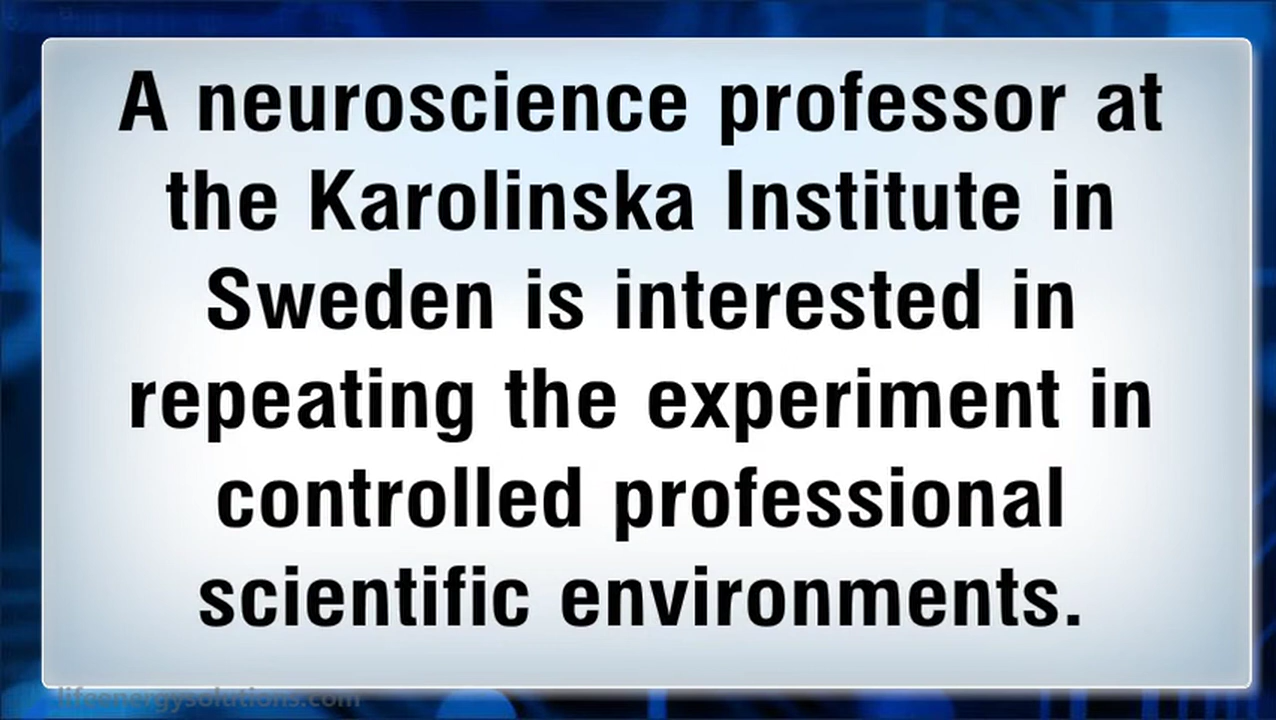 A neuroscience professor at
the Karolinska Institute in
Sweden is interested in
repeating the experiment in
controlled professional
scientific environments.
lifeenergysolutions.com